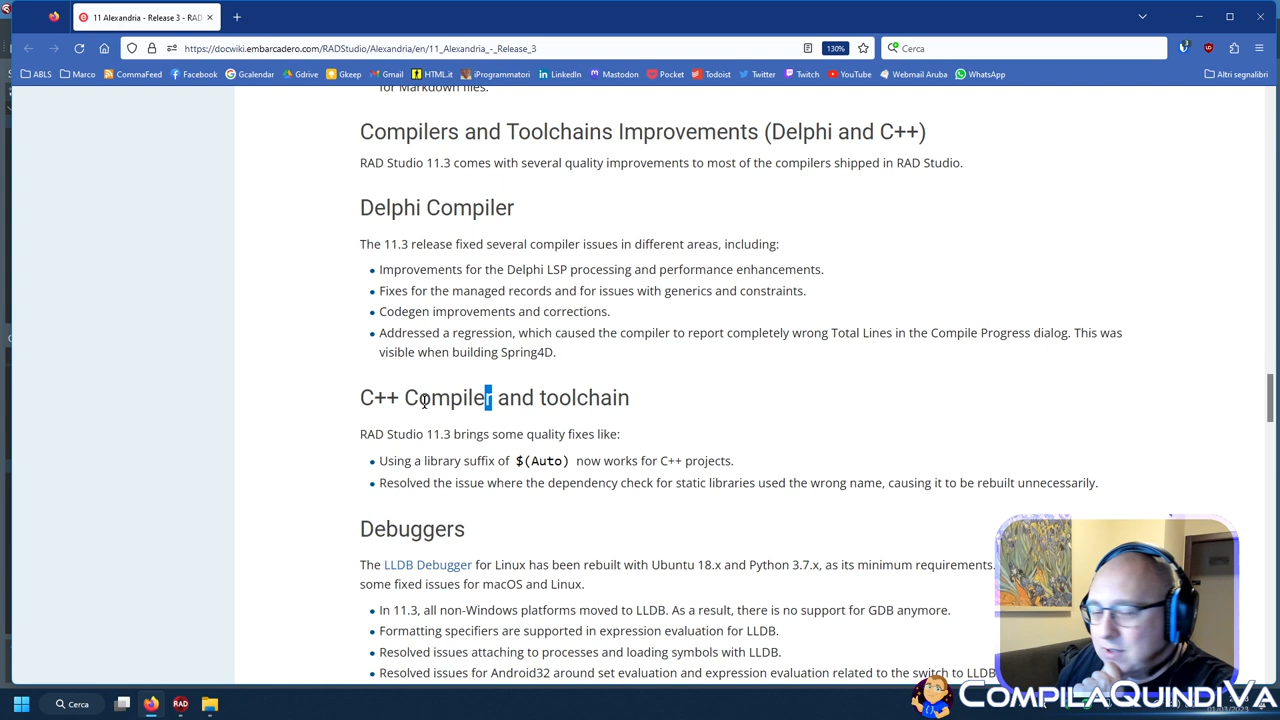 11 Alexandria - Release 3 - RAD
https://docwiki.embarcadero.com/RADStudio/Alexandria/en/11_Alexandria_-_Release_3
130%
Cerca
ABLS
Marco
CommaFeed
Facebook
Gcalendar
Gdrive
Gkeep
Gmail
HTML.it
iProgrammatori
LinkedIn
Mastodon
Pocket
Todoist
Twitter
Twitch
YouTube
Webmail Aruba
WhatsApp
Altri segnalibri
for Markdown files.
Compilers and Toolchains Improvements (Delphi and C++)
RAD Studio 11.3 comes with several quality improvements to most of the compilers shipped in RAD Studio.
Delphi Compiler
The 11.3 release fixed several compiler issues in different areas, including:
Improvements for the Delphi LSP processing and performance enhancements.
Fixes for the managed records and for issues with generics and constraints.
Codegen improvements and corrections.
Addressed a regression, which caused the compiler to report completely wrong Total Lines in the Compile Progress dialog. This was
visible when building Spring4D.
C++ Compiler and toolchain
RAD Studio 11.3 brings some quality fixes like:
Using a library suffix of $(Auto) now works for C++ projects.
Resolved the issue where the dependency check for static libraries used the wrong name, causing it to be rebuilt unnecessarily.
Debuggers
The LLDB Debugger for Linux has been rebuilt with Ubuntu 18.x and Python 3.7.x, as its minimum requirements.
some fixed issues for macOS and Linux.
In 11.3, all non-Windows platforms moved to LLDB. As a result, there is no support for GDB anymore.
Formatting specifiers are supported in expression evaluation for LLDB.
Resolved issues attaching to processes and loading symbols with LLDB.
Resolved issues for Android32 around set evaluation and expression evaluation related to the switch to LLDB
COMPILAQUINDIVA
Cerca
RAD